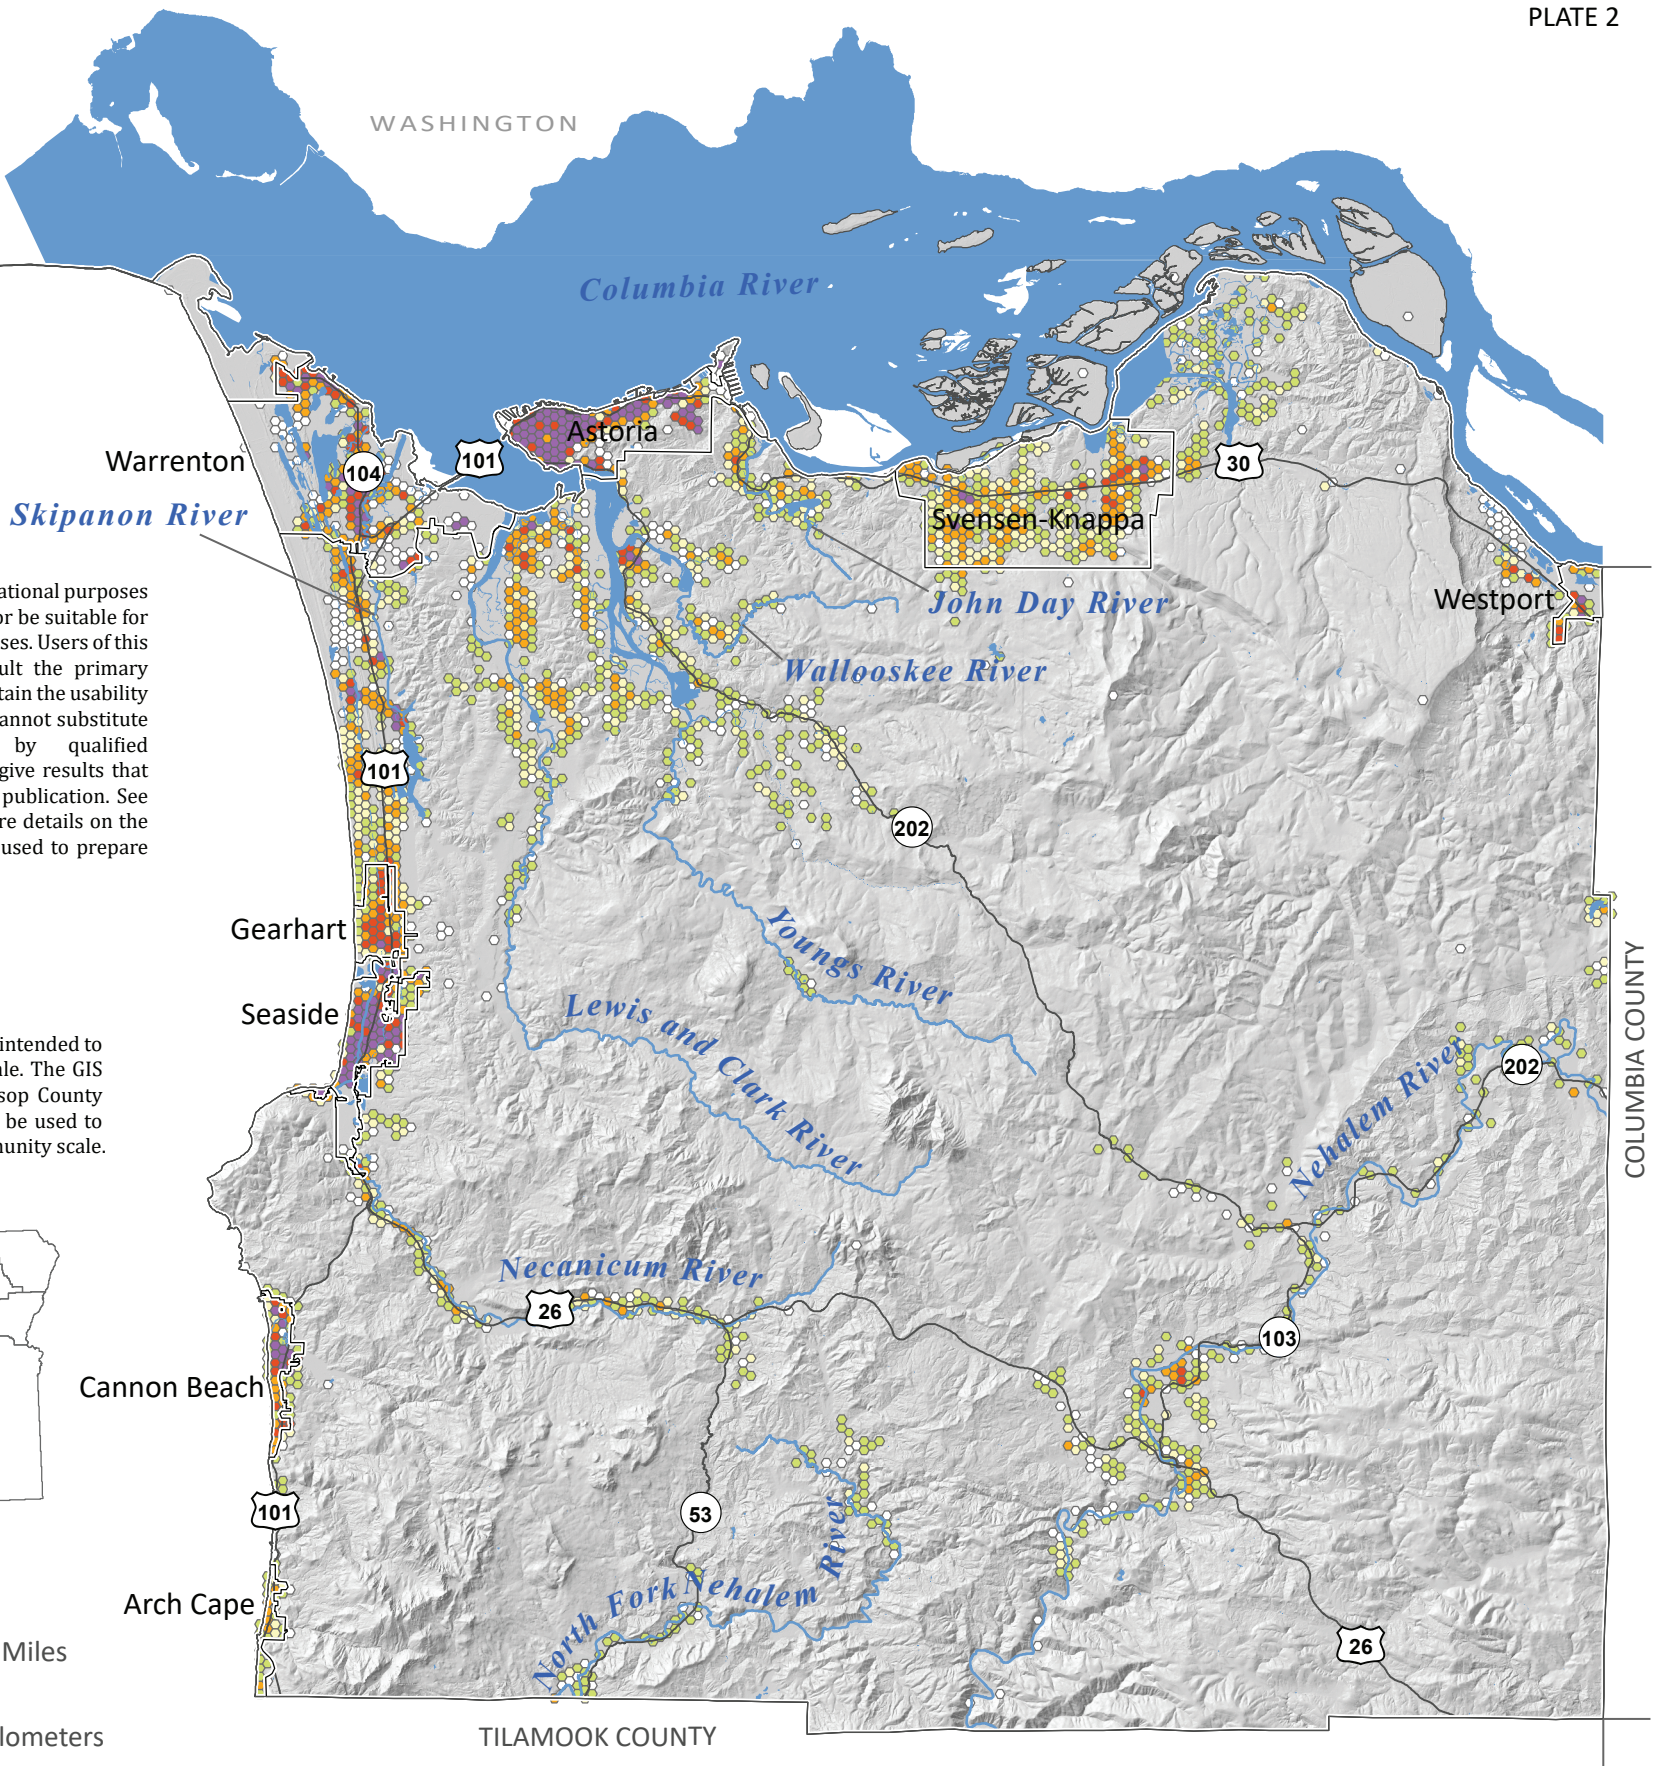 PLATE 2
WASHINGTON
Columbia River
Astoria
Warrenton
101
104
30
Skipanon River
Svensen-Knappa
ational purposes
or be suitable for
ses. Users of this
ult the primary
tain the usability
annot substitute
by qualified
give results that
publication. See
re details on the
used to prepare
John Day River
Westport
Wallooskee River
101
202
Gearhart
Youngs River
Seaside
Lewis and Clark River
COLUMBIA COUNTY
intended to
ale. The GIS
sop County
be used to
munity scale.
Nehalem River
202
Necanicum River
26
103
Cannon Beach
101
53
North Fork Nehalem River
Arch Cape
Miles
26
lometers
TILAMOOK COUNTY